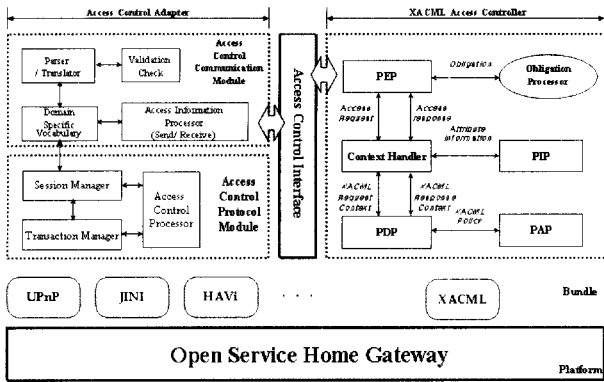 Access Control Adapter
XACML Access Controller
Parser
/ Translator
Validation
Check
Access
Control
Communication
Module
Domain
Specific
Vocabulary
Access Information
Processor
(Send/ Receive)
Session Manager
Transaction Manager
Access
Control
Processor
Access
Control
Protocol
Module
Access Control Interface
PEP
Obligation
Obligation
Processor
Access
Request
Access
response
Attribute
Information
Context Handler
PIP
XACML
Request
Context
XACML
Response
Context
XACML
Policy
PDP
PAP
UPnP
JINI
HAVi
· · ·
XACML
Bundle
Open Service Home Gateway
Platform